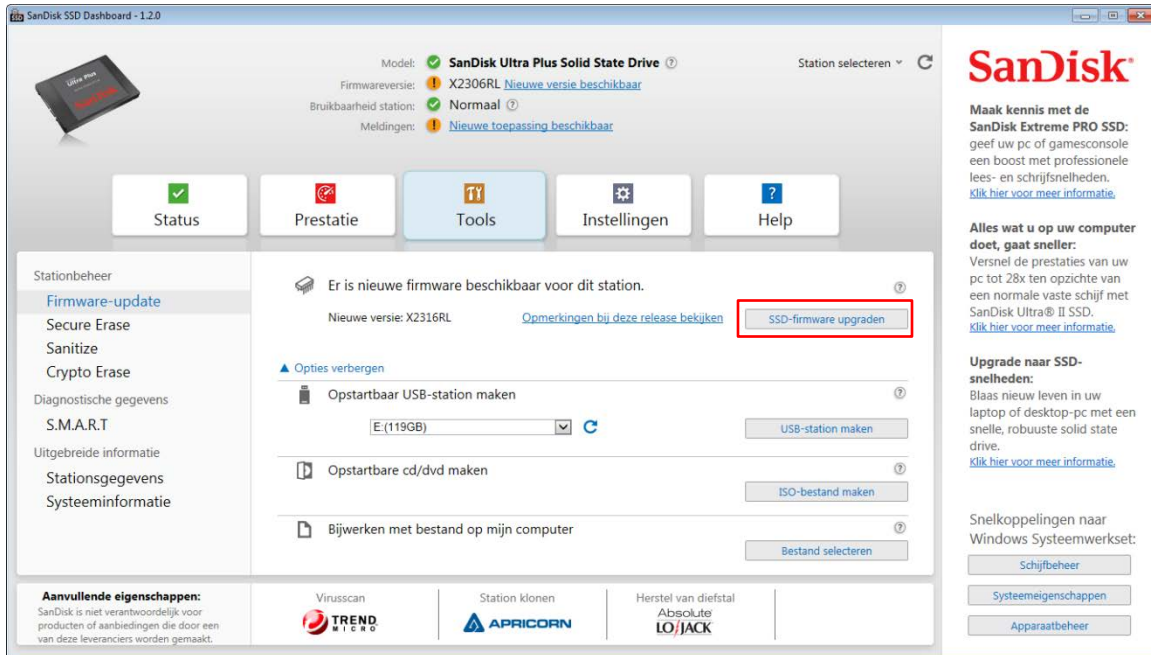 SanDisk SSD Dashboard - 1.2.0
Ultra Plus
SanDisk
Model: SanDisk Ultra Plus Solid State Drive ?
Firmwareversie: ! X2306RL Nieuwe versie beschikbaar
Bruikbaarheid station: Normaal ?
Meldingen: ! Nieuwe toepassing beschikbaar
Station selecteren
Status
Prestatie
Tools
Instellingen
? Help
Stationbeheer
Firmware-update
Secure Erase
Sanitize
Crypto Erase
Diagnostische gegevens
S.M.A.R.T
Uitgebreide informatie
Stationsgegevens
Systeeminformatie
Er is nieuwe firmware beschikbaar voor dit station. ?
Nieuwe versie: X2316RL Opmerkingen bij deze release bekijken SSD-firmware upgraden
Opties verbergen
Opstartbaar USB-station maken ?
E:(119GB) USB-station maken
Opstartbare cd/dvd maken ?
ISO-bestand maken
Bijwerken met bestand op mijn computer ?
Bestand selecteren
Aanvullende eigenschappen:
SanDisk is niet verantwoordelijk voor
producten of aanbiedingen die door een
van deze leveranciers worden gemaakt.
Virusscan
TREND
MICRO
Station klonen
APRICORN
Herstel van diefstal
Absolute
LO/JACK
SanDisk
Maak kennis met de
SanDisk Extreme PRO SSD:
geef uw pc of gamesconsole
een boost met professionele
lees- en schrijfsnelheden.
Klik hier voor meer informatie.
Alles wat u op uw computer
doet, gaat sneller:
Versnel de prestaties van uw
pc tot 28x ten opzichte van
een normale vaste schijf met
SanDisk Ultra® II SSD.
Klik hier voor meer informatie.
Upgrade naar SSD-
snelheden:
Blaas nieuw leven in uw
laptop of desktop-pc met een
snelle, robuuste solid state
drive.
Klik hier voor meer informatie.
Snelkoppelingen naar
Windows Systeemwerkset:
Schijfbeheer
Systeemeigenschappen
Apparaatbeheer